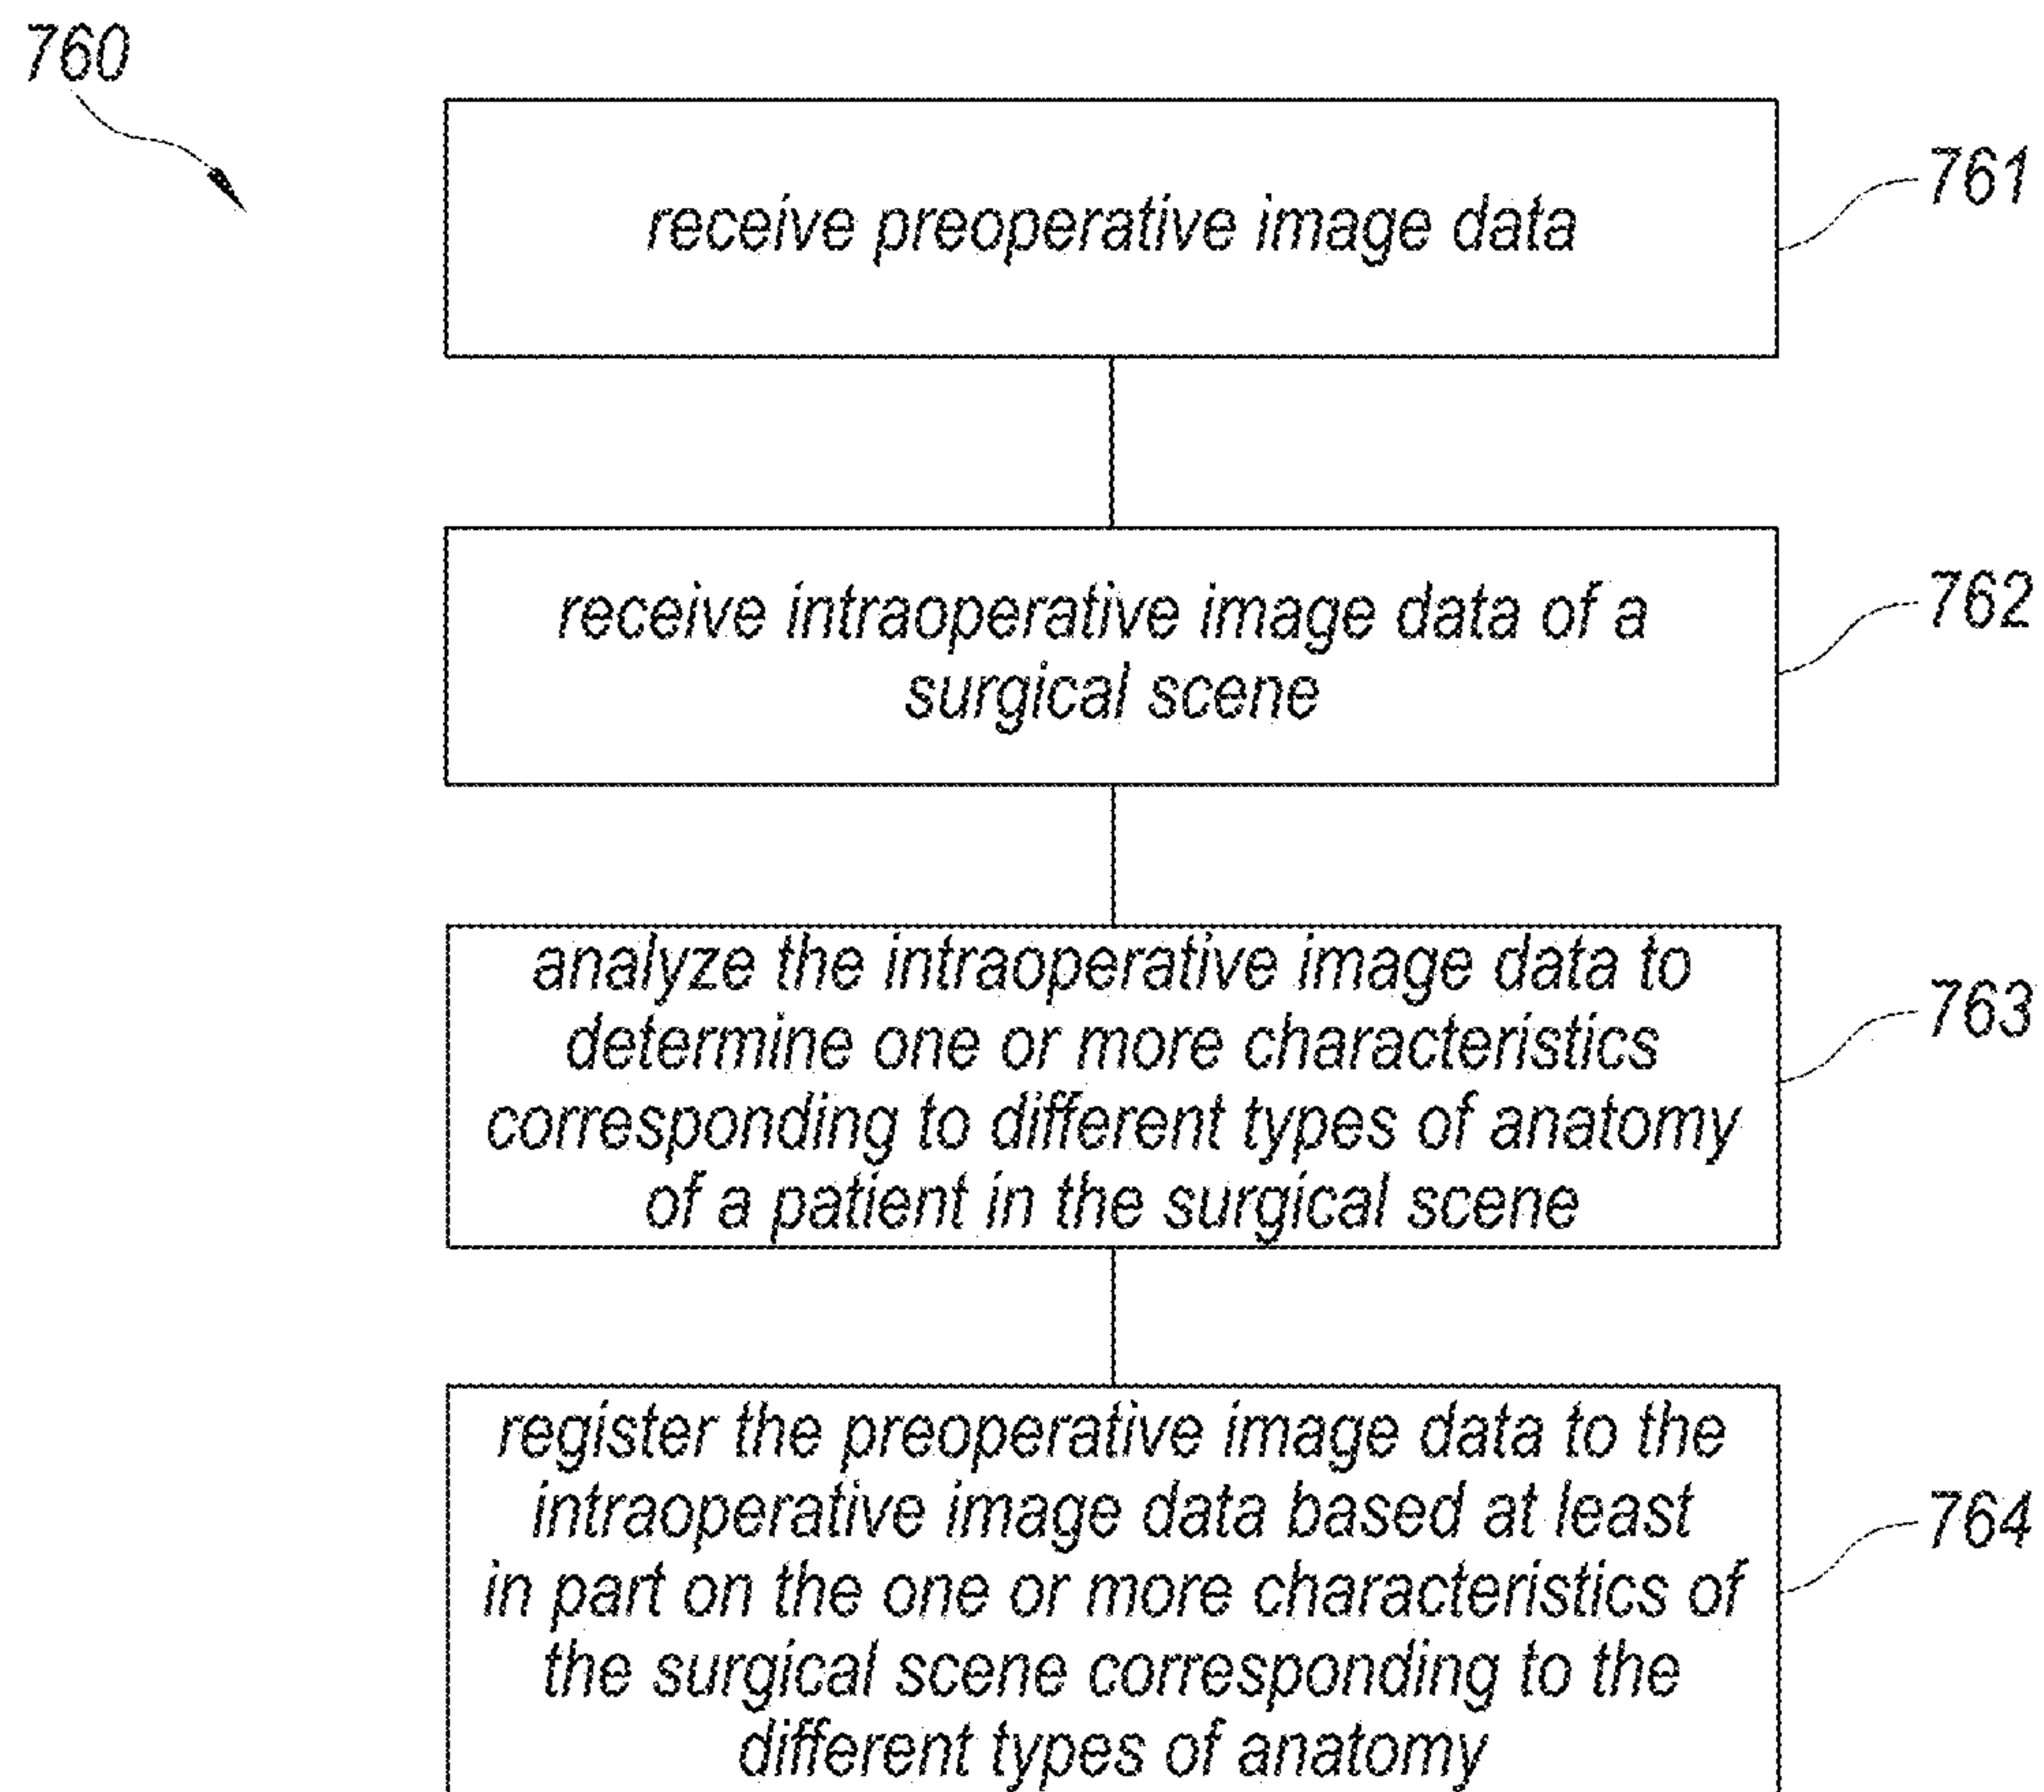 760
receive preoperative image data
761
receive intraoperative image data of a
surgical scene
762
analyze the intraoperative image data to
determine one or more characteristics
corresponding to different types of anatomy
of a patient in the surgical scene
763
register the preoperative image data to the
intraoperative image data based at least
in part on the one or more characteristics of
the surgical scene corresponding to the
different types of anatomy
764